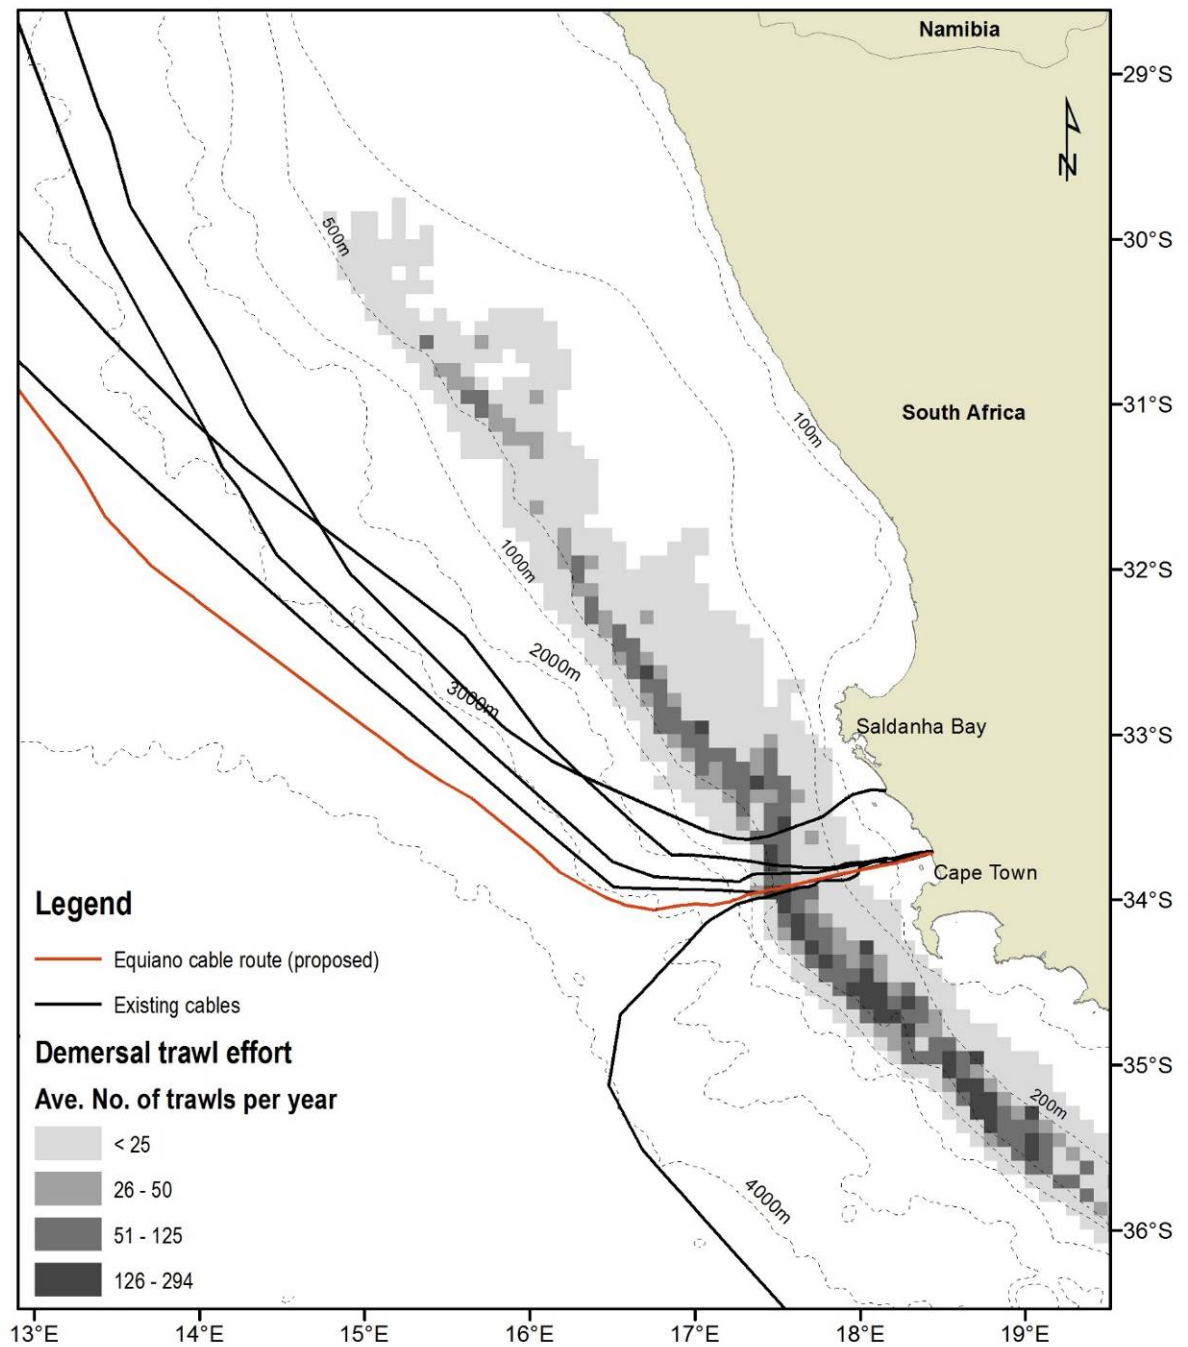 Namibia
29°S
N
500m
30°S
South Africa
100m
31°S
1000m
32°S
2000m
3000m
Saldanha Bay
33°S
Cape Town
34°S
Legend
Equiano cable route (proposed)
Existing cables
Demersal trawl effort
Ave. No. of trawls per year
< 25
26 - 50
51 - 125
126 - 294
35°S
200m
4000m
36°S
13°E
14°E
15°E
16°E
17°E
18°E
19°E